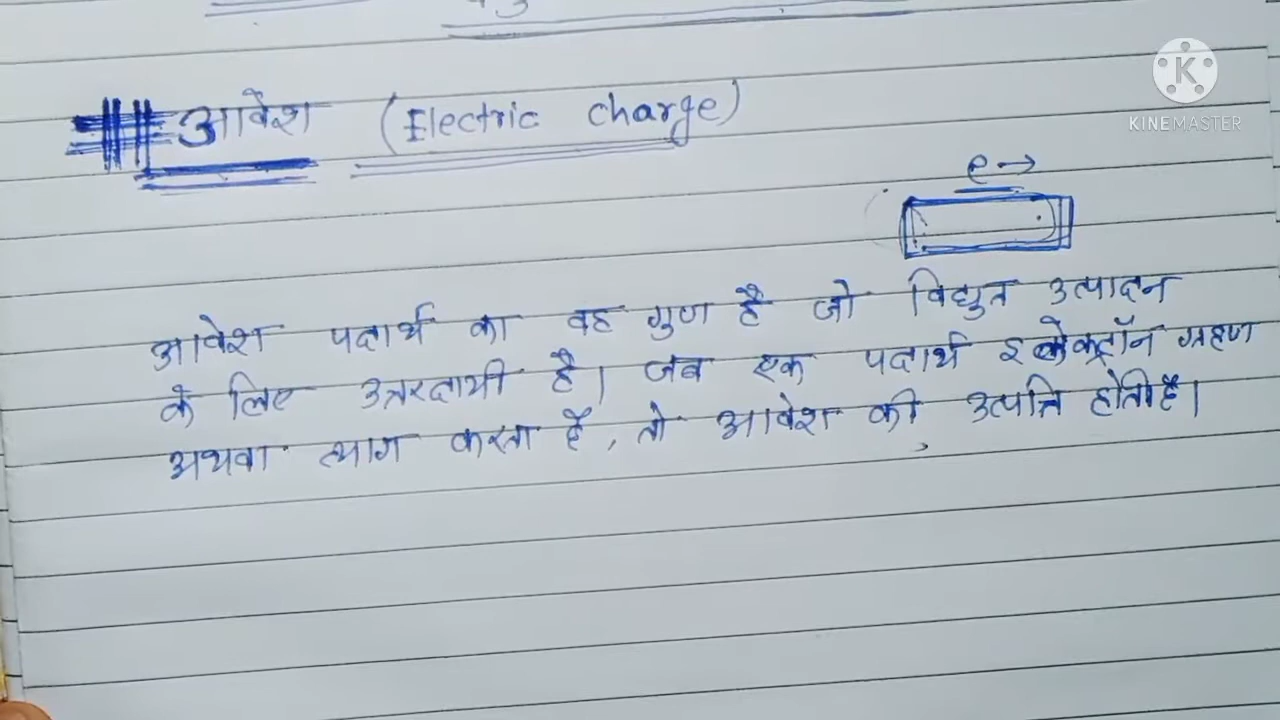 आवेश (Electric charge)
KINEMASTER
e→
आवेश पदार्थ का वह गुण है जो विद्युत उत्पादन
के लिए उत्तरदायी है। जब एक पदार्थ इलेक्ट्रॉन ग्रहण
अथवा त्याग करता है, तो आवेश की उत्पत्ति होती है।